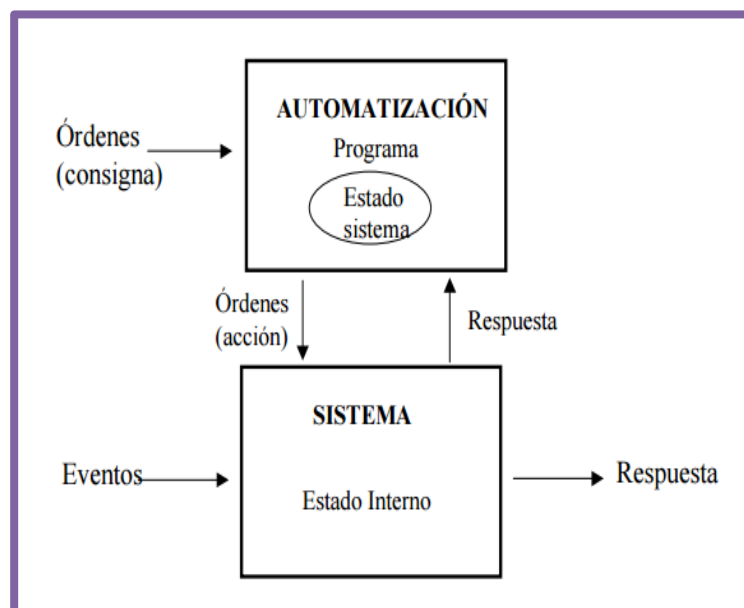 AUTOMATIZACIÓN
Programa
Estado
sistema
Órdenes
(consigna)
Órdenes
(acción)
Respuesta
SISTEMA
Estado Interno
Eventos
Respuesta